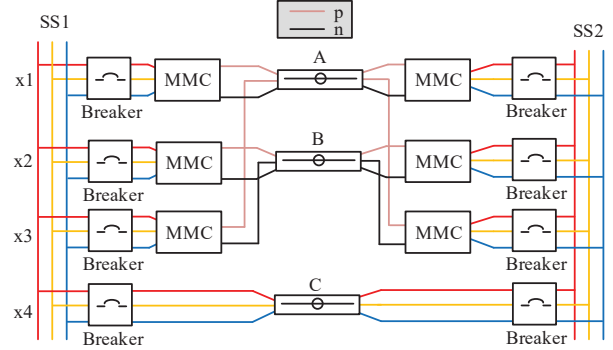 p
n
SS1
SS2
A
x1
MMC
MMC
Breaker
Breaker
B
x2
MMC
MMC
Breaker
Breaker
x3
MMC
MMC
Breaker
Breaker
C
x4
Breaker
Breaker